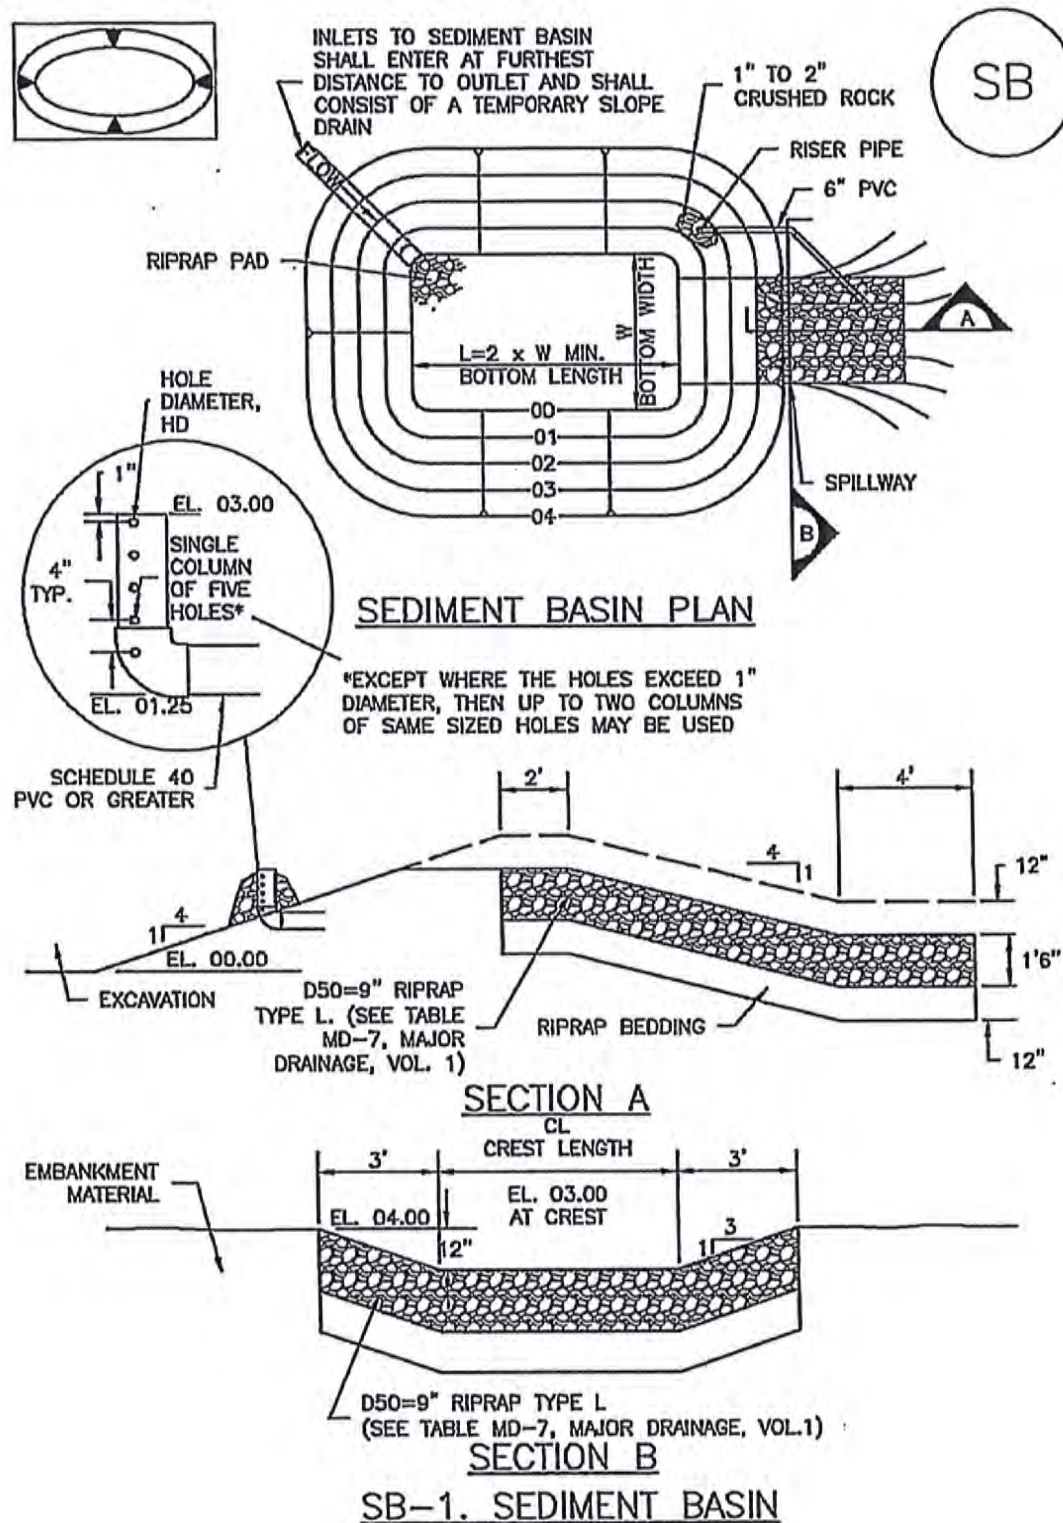 INLETS TO SEDIMENT BASIN
SHALL ENTER AT FURTHEST
DISTANCE TO OUTLET AND SHALL
CONSIST OF A TEMPORARY SLOPE
DRAIN
1" TO 2"
CRUSHED ROCK
SB
RISER PIPE
6" PVC
FLOW
RIPRAP PAD
W
BOTTOM WIDTH
L=2 x W MIN.
BOTTOM LENGTH
A
00
01
02
03
04
SPILLWAY
B
HOLE
DIAMETER,
HD
1"
EL. 03.00
4"
TYP.
SINGLE
COLUMN
OF FIVE
HOLES*
EL. 01.25
SEDIMENT BASIN PLAN
*EXCEPT WHERE THE HOLES EXCEED 1"
DIAMETER, THEN UP TO TWO COLUMNS
OF SAME SIZED HOLES MAY BE USED
SCHEDULE 40
PVC OR GREATER
2'
4'
4
1
12"
4
1
EL. 00.00
1'6"
EXCAVATION
D50=9" RIPRAP
TYPE L. (SEE TABLE
MD-7, MAJOR
DRAINAGE, VOL. 1)
RIPRAP BEDDING
12"
SECTION A
CL
CREST LENGTH
3'
3'
EMBANKMENT
MATERIAL
EL. 04.00
EL. 03.00
AT CREST
12"
3
1
D50=9" RIPRAP TYPE L
(SEE TABLE MD-7, MAJOR DRAINAGE, VOL.1)
SECTION B
SB-1. SEDIMENT BASIN